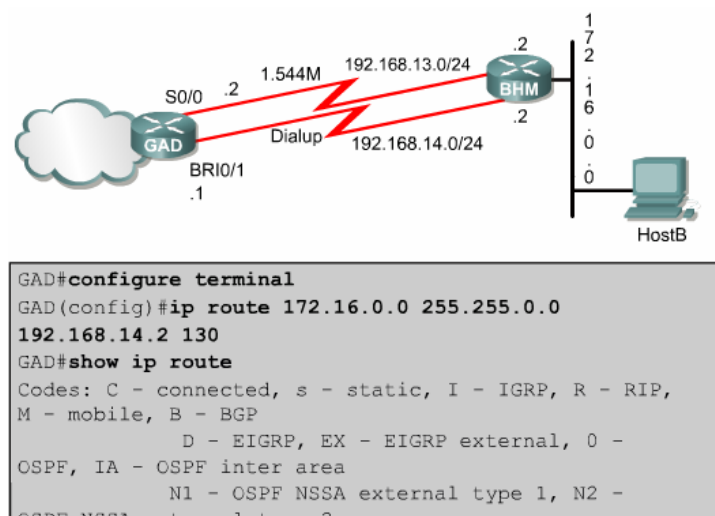 1.544M
192.168.13.0/24
.2
S0/0
.2
BHM
GAD
.2
Dialup
192.168.14.0/24
BRI0/1
.1
172.16.0.0
HostB
GAD#configure terminal
GAD(config)#ip route 172.16.0.0 255.255.0.0
192.168.14.2 130
GAD#show ip route
Codes: C - connected, s - static, I - IGRP, R - RIP,
M - mobile, B - BGP
D - EIGRP, EX - EIGRP external, 0 -
OSPF, IA - OSPF inter area
N1 - OSPF NSSA external type 1, N2 -